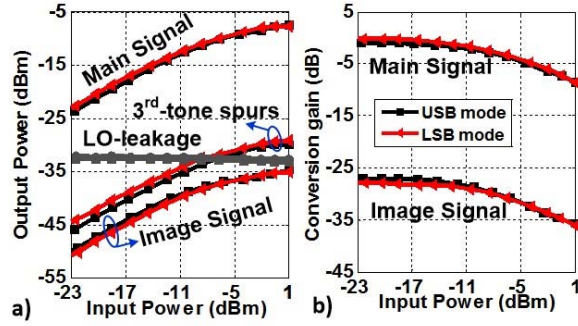 -5
-15
-25
-35
-45
-55
Output Power (dBm)
Main Signal
3rd-tone spurs
LO-leakage
Image Signal
-23 -17 -11 -5 1
Input Power (dBm)
a)
5
-5
-15
-25
-35
-45
Conversion gain (dB)
Main Signal
USB mode
LSB mode
Image Signal
-23 -17 -11 -5 1
Input Power (dBm)
b)